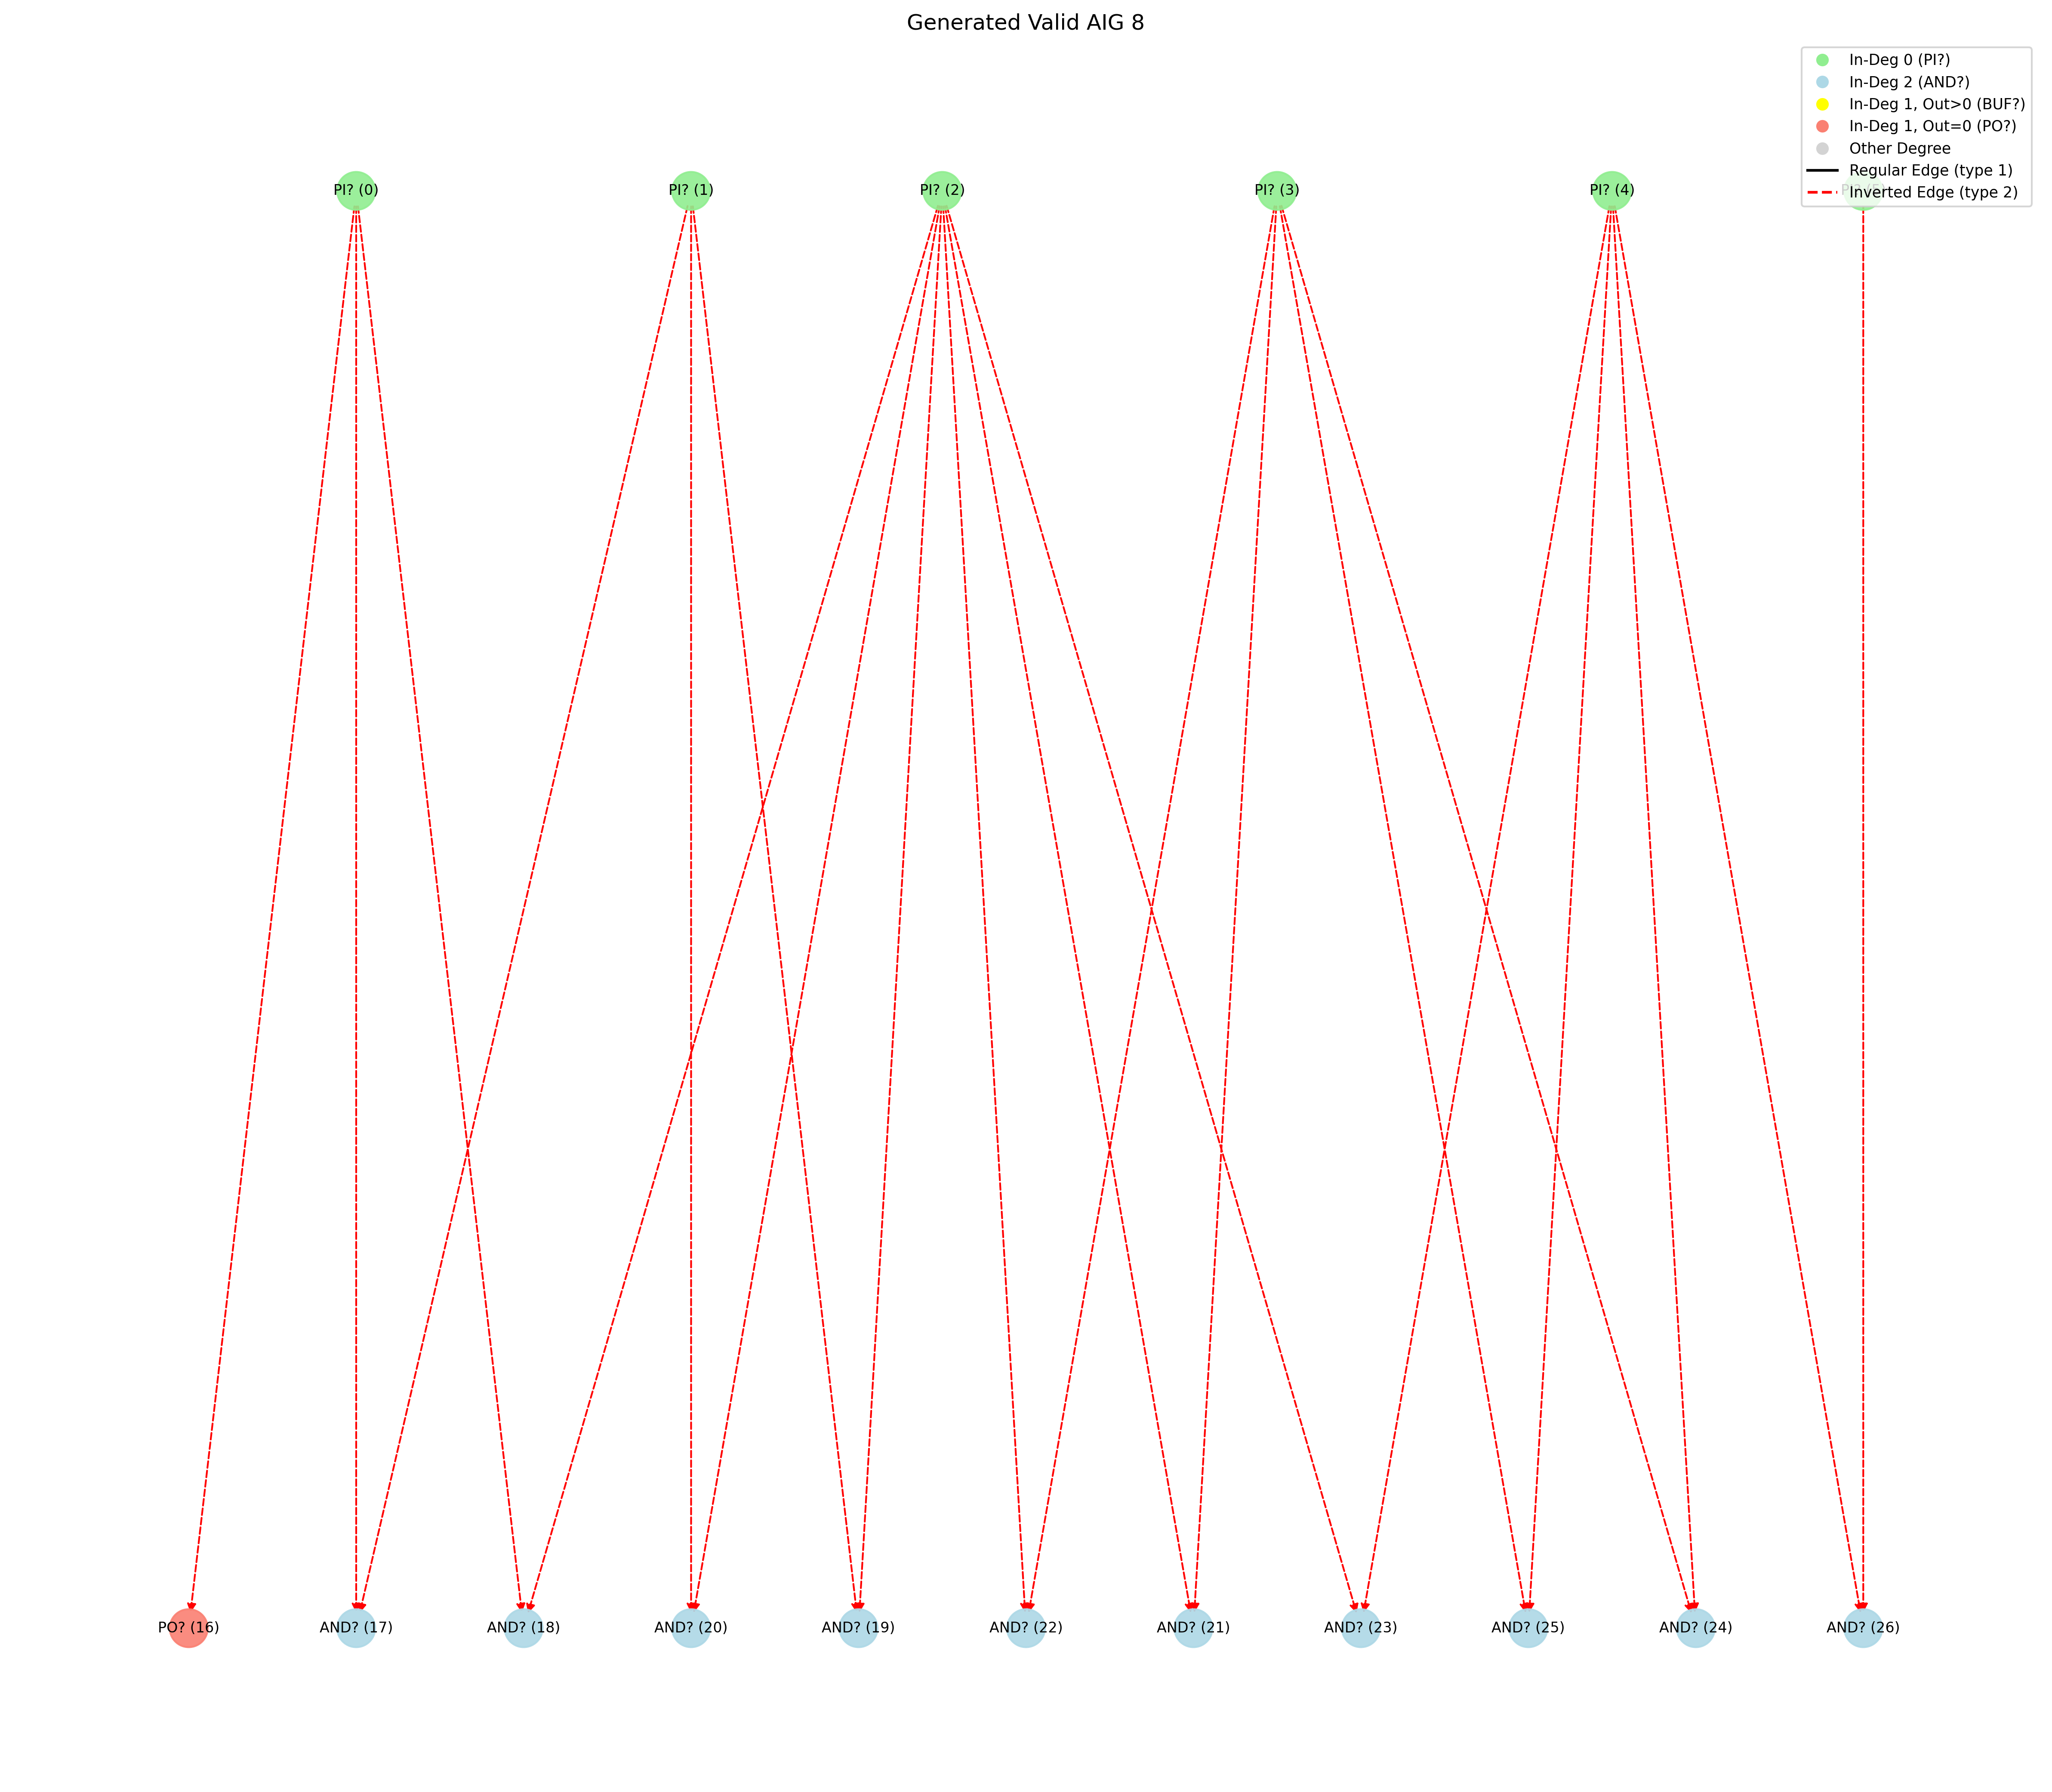 Generated Valid AIG 8
In-Deg 0 (PI?)
In-Deg 2 (AND?)
In-Deg 1, Out>0 (BUF?)
In-Deg 1, Out=0 (PO?)
Other Degree
Regular Edge (type 1)
Inverted Edge (type 2)
PI? (0)
PI? (1)
PI? (2)
PI? (3)
PI? (4)
PO? (16)
AND? (17)
AND? (18)
AND? (20)
AND? (19)
AND? (22)
AND? (21)
AND? (23)
AND? (25)
AND? (24)
AND? (26)